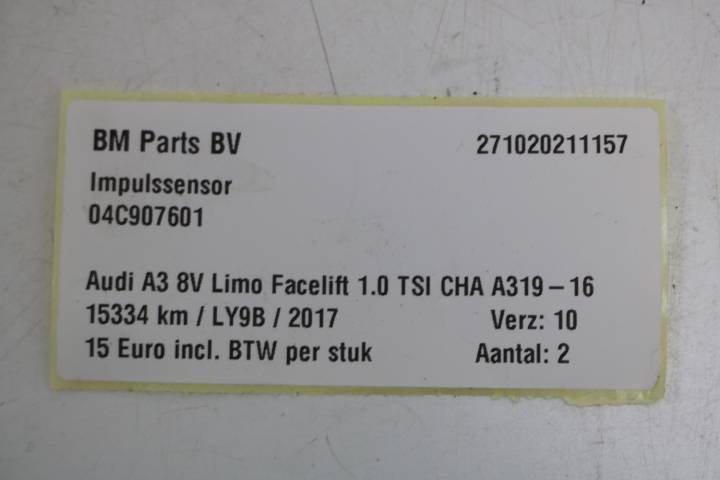 BM Parts BV 271020211157
Impulssensor
04C907601
Audi A3 8V Limo Facelift 1.0 TSI CHA A319-16
15334 km / LY9B / 2017 Verz: 10
15 Euro incl. BTW per stuk Aantal: 2